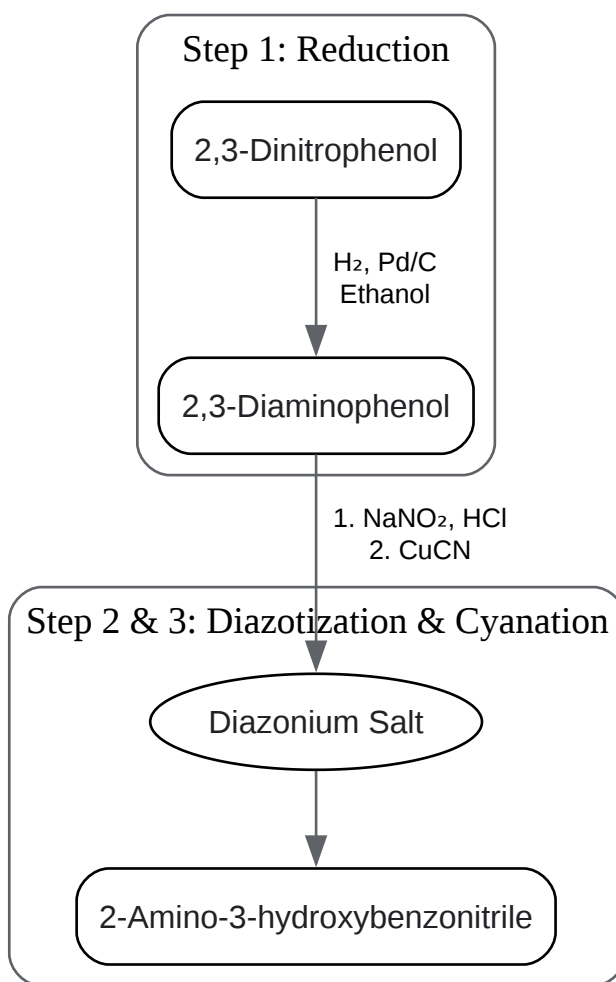 Step 1: Reduction
2,3-Dinitrophenol
H₂, Pd/C
Ethanol
2,3-Diaminophenol
1. NaNO₂, HCl
2. CuCN
Step 2 & 3: Diazotization & Cyanation
Diazonium Salt
2-Amino-3-hydroxybenzonitrile